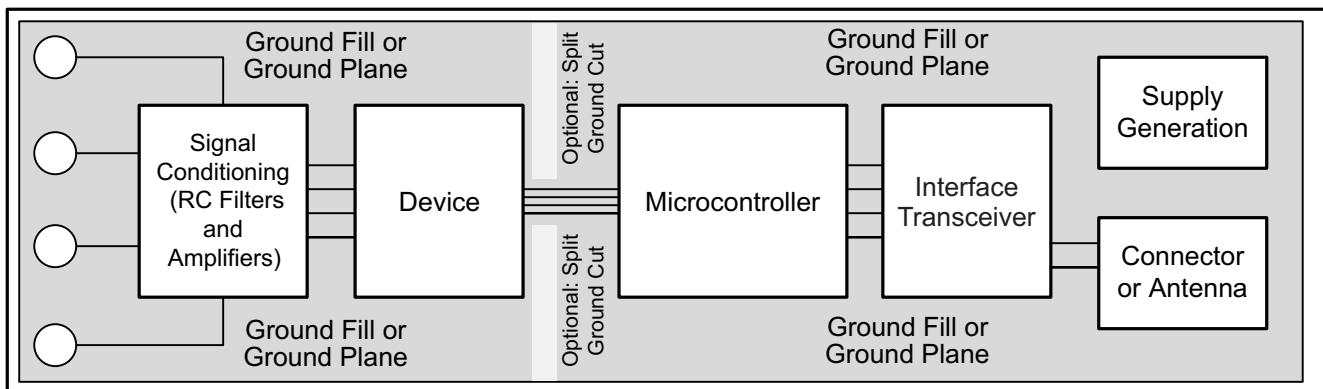 Ground Fill or
Ground Plane
Optional: Split
Ground Cut
Ground Fill or
Ground Plane
Supply
Generation
Signal
Conditioning
(RC Filters
and
Amplifiers)
Device
Microcontroller
Interface
Transceiver
Connector
or Antenna
Ground Fill or
Ground Plane
Optional: Split
Ground Cut
Ground Fill or
Ground Plane